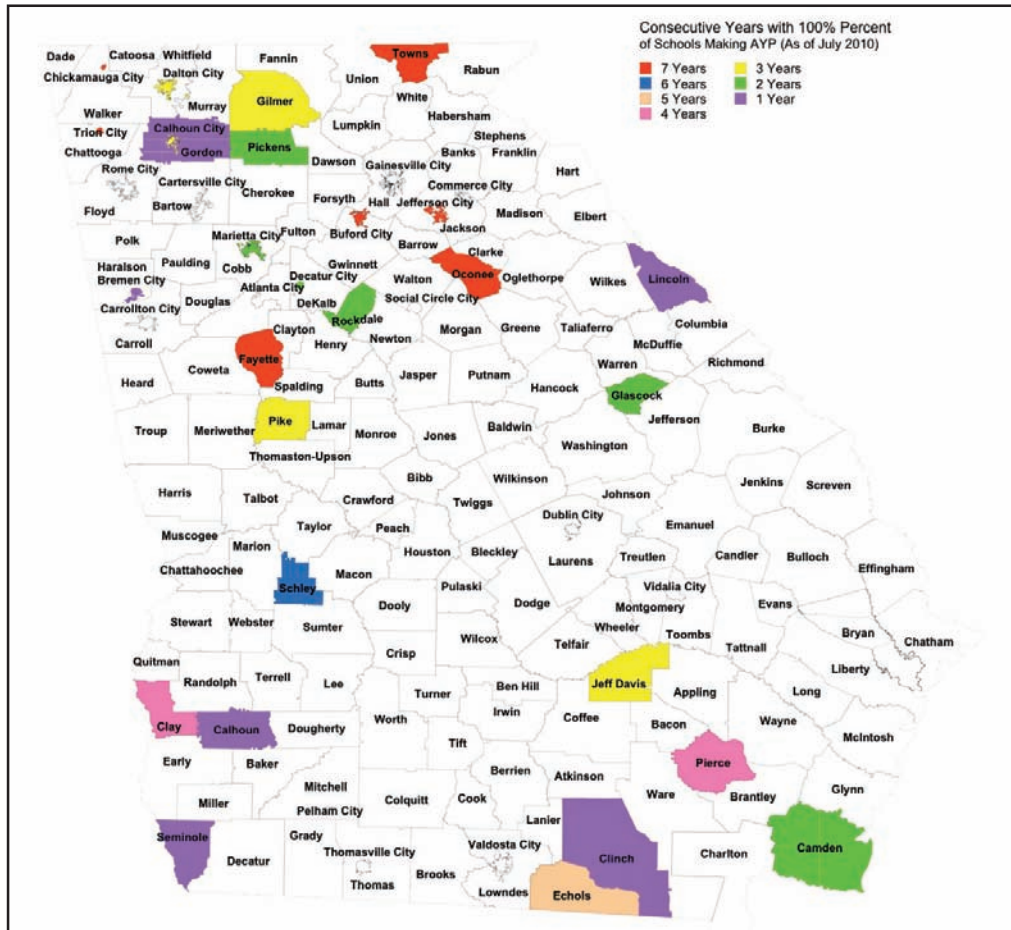 Consecutive Years with 100% Percent
of Schools Making AYP (As of July 2010)
7 Years
3 Years
6 Years
2 Years
5 Years
1 Year
4 Years
Dade
Catoosa
Whitfield
Fannin
Towns
Rabun
Chickamauga City
Dalton City
Union
Murray
Gilmer
White
Walker
Habersham
Trion City
Calhoun City
Lumpkin
Stephens
Chattooga
Gordon
Pickens
Dawson
Banks
Franklin
Rome City
Gainesville City
Hart
Cartersville City
Cherokee
Commerce City
Floyd
Bartow
Forsyth
Hall
Jefferson City
Madison
Elbert
Polk
Marietta City
Fulton
Buford City
Jackson
Barrow
Clarke
Haralson
Paulding
Cobb
Gwinnett
Oconee
Oglethorpe
Wilkes
Lincoln
Bremen City
Decatur City
Walton
Atlanta City
Carrollton City
Douglas
DeKalb
Social Circle City
Rockdale
Columbia
Carroll
Clayton
Newton
Morgan
Greene
Taliaferro
McDuffie
Henry
Fayette
Warren
Richmond
Heard
Coweta
Spalding
Butts
Jasper
Putnam
Hancock
Glascock
Jefferson
Troup
Meriwether
Pike
Lamar
Monroe
Jones
Baldwin
Burke
Washington
Thomaston-Upson
Bibb
Wilkinson
Jenkins
Screven
Harris
Talbot
Crawford
Twiggs
Johnson
Dublin City
Emanuel
Muscogee
Taylor
Peach
Marion
Houston
Bleckley
Laurens
Treutlen
Candler
Bulloch
Effingham
Chattahoochee
Macon
Schley
Pulaski
Vidalia City
Dooly
Dodge
Montgomery
Evans
Stewart
Webster
Sumter
Wilcox
Wheeler
Toombs
Bryan
Chatham
Crisp
Telfair
Tattnall
Quitman
Liberty
Randolph
Terrell
Lee
Turner
Ben Hill
Jeff Davis
Appling
Long
Irwin
Clay
Calhoun
Dougherty
Worth
Coffee
Bacon
Wayne
McIntosh
Tift
Early
Baker
Pierce
Berrien
Atkinson
Mitchell
Ware
Brantley
Glynn
Miller
Pelham City
Colquitt
Cook
Lanier
Seminole
Grady
Decatur
Thomasville City
Valdosta City
Clinch
Charlton
Camden
Thomas
Brooks
Lowndes
Echols